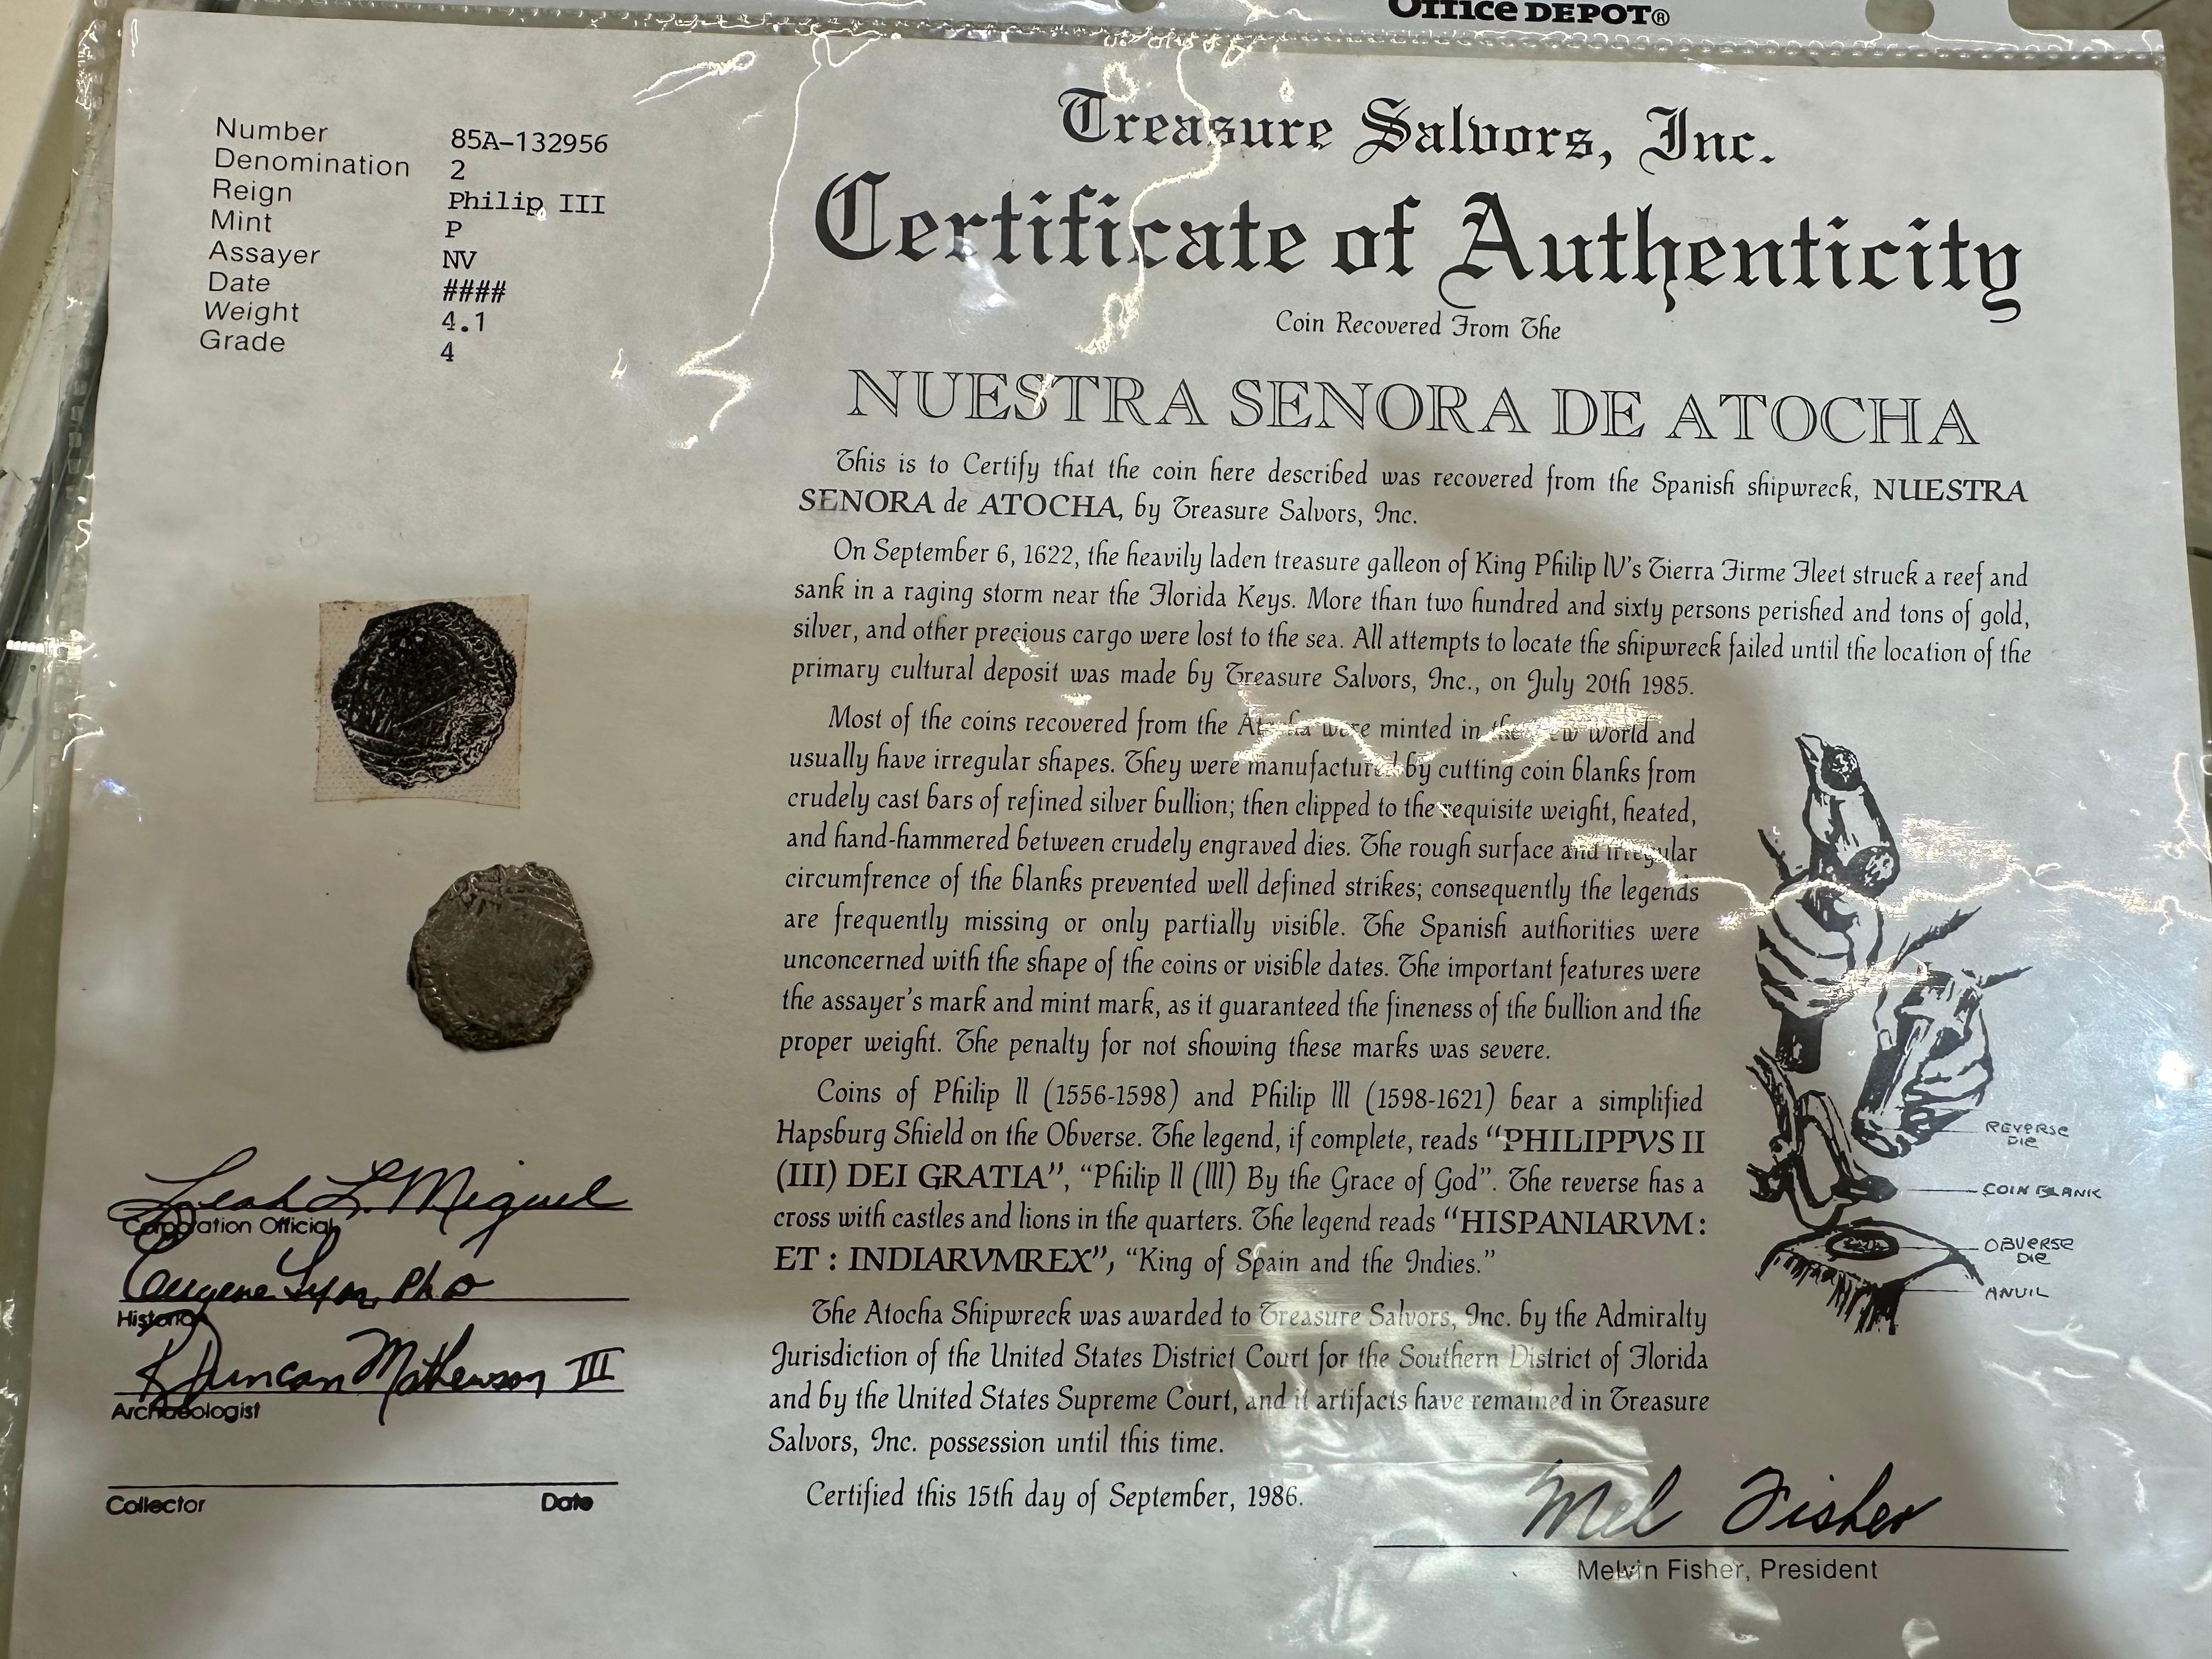 Office DEPOT®
Number 85A-132956
Denomination 2
Reign Philip III
Mint P
Assayer NV
Date ####
Weight 4.1
Grade 4
Treasure Salvors, Inc.
Certificate of Authenticity
Coin Recovered From The
NUESTRA SENORA DE ATOCHA
This is to Certify that the coin here described was recovered from the Spanish shipwreck, NUESTRA
SENORA de ATOCHA, by Treasure Salvors, Inc.
On September 6, 1622, the heavily laden treasure galleon of King Philip IV's Tierra Firme Fleet struck a reef and
sank in a raging storm near the Florida Keys. More than two hundred and sixty persons perished and tons of gold,
silver, and other precious cargo were lost to the sea. All attempts to locate the shipwreck failed until the location of the
primary cultural deposit was made by Treasure Salvors, Inc., on July 20th 1985.
Most of the coins recovered from the Atocha were minted in the New World and
usually have irregular shapes. They were manufactured by cutting coin blanks from
crudely cast bars of refined silver bullion; then clipped to the requisite weight, heated,
and hand-hammered between crudely engraved dies. The rough surface and irregular
circumfrence of the blanks prevented well defined strikes; consequently the legends
are frequently missing or only partially visible. The Spanish authorities were
unconcerned with the shape of the coins or visible dates. The important features were
the assayer's mark and mint mark, as it guaranteed the fineness of the bullion and the
proper weight. The penalty for not showing these marks was severe.
Coins of Philip ll (1556-1598) and Philip lll (1598-1621) bear a simplified
Hapsburg Shield on the Obverse. The legend, if complete, reads "PHILIPPVS II
(III) DEI GRATIA", "Philip ll (lll) By the Grace of God". The reverse has a
cross with castles and lions in the quarters. The legend reads "HISPANIARVM :
ET : INDIARVMREX", "King of Spain and the Indies."
The Atocha Shipwreck was awarded to Treasure Salvors, Inc. by the Admiralty
Jurisdiction of the United States District Court for the Southern District of Florida
and by the United States Supreme Court, and it artifacts have remained in Treasure
Salvors, Inc. possession until this time.
Certified this 15th day of September, 1986.
REVERSE
DIE
COIN BLANK
OBVERSE
DIE
ANVIL
Leah L. Miguel
Corporation Official
Eugene Lyon, PhD
Historian
R Duncan Mathewson III
Archaeologist
Collector Date
Mel Fisher
Melvin Fisher, President